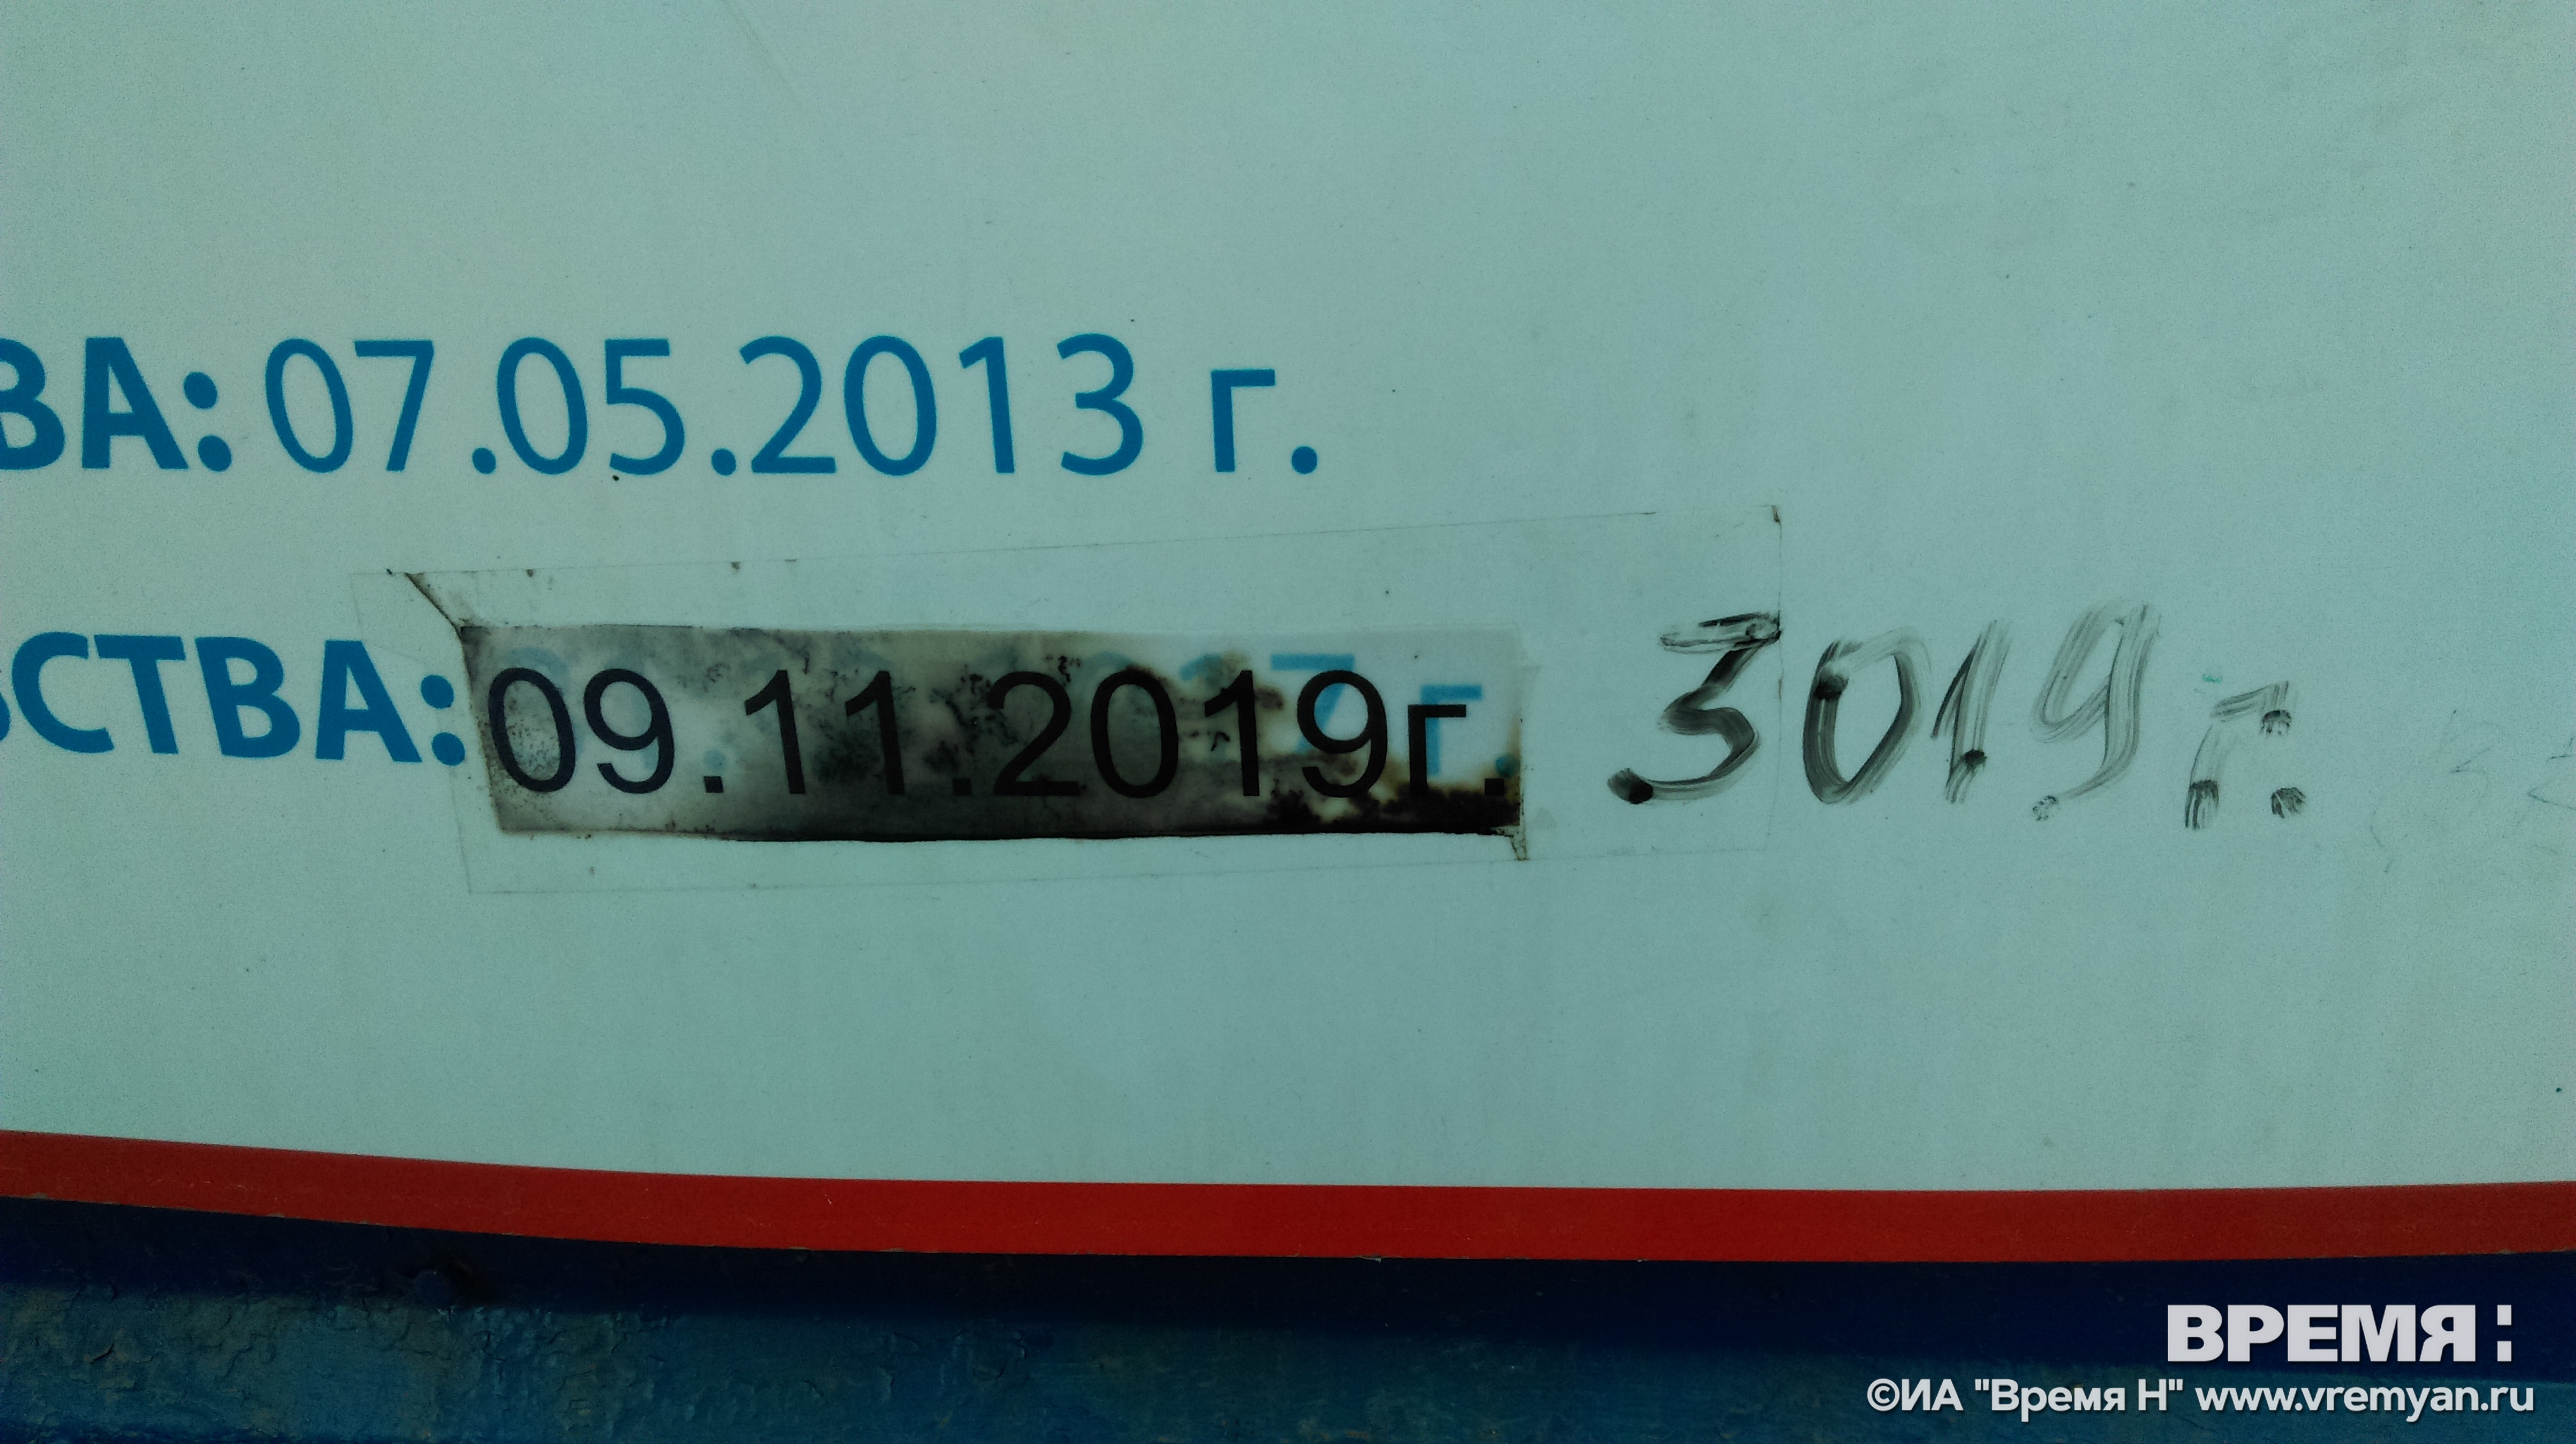 ВА: 07.05.2013 г.
СТВА: 09.11.2019г. 3019 г.
ВРЕМЯ:
©ИА "Время Н" www.vremyan.ru